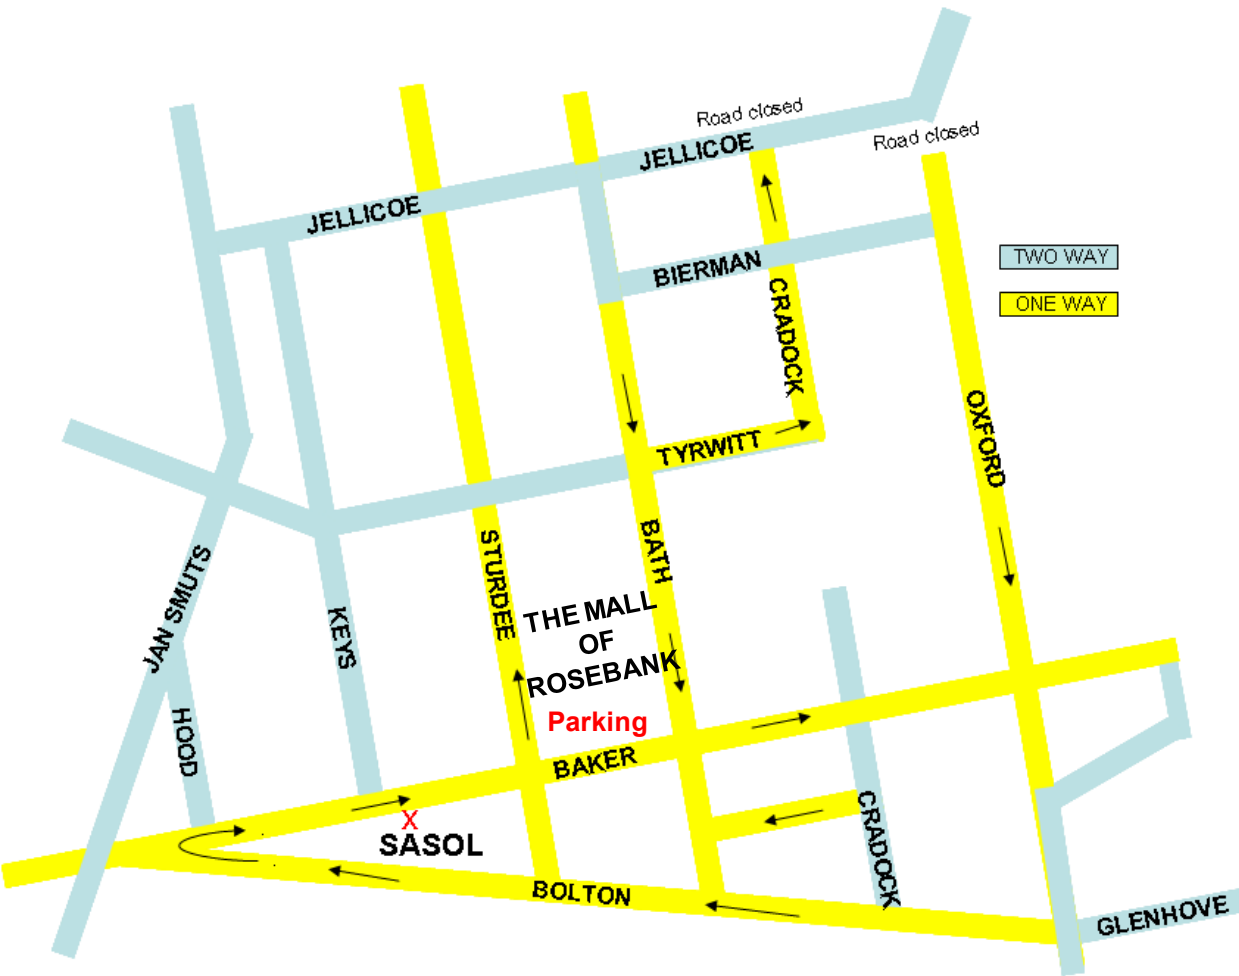 Road closed
Road closed
JELLICOE
JELLICOE
TWO WAY
BIERMAN
ONE WAY
CRADOCK
OXFORD
TYRWITT
BATH
STURDEE
JAN SMUTS
THE MALL
OF
ROSEBANK
KEYS
Parking
HOOD
BAKER
X
SASOL
CRADOCK
BOLTON
GLENHOVE